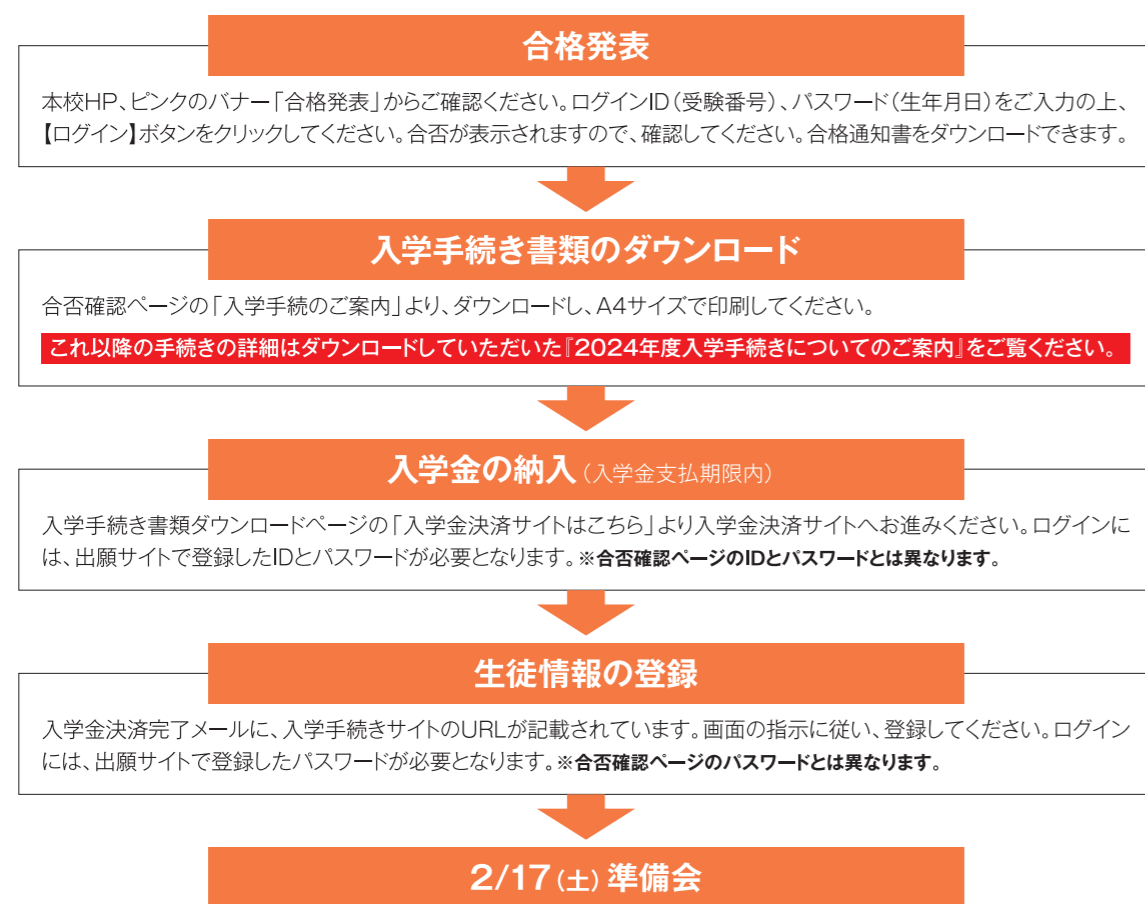 合格発表
本校HP、ピンクのバナー「合格発表」からご確認ください。ログインID(受験番号)、パスワード(生年月日)をご入力の上、
【ログイン】ボタンをクリックしてください。合否が表示されますので、確認してください。合格通知書をダウンロードできます。
入学手続き書類のダウンロード
合否確認ページの「入学手続のご案内」より、ダウンロードし、A4サイズで印刷してください。
これ以降の手続きの詳細はダウンロードしていただいた『2024年度入学手続きについてのご案内』をご覧ください。
入学金の納入(入学金支払期限内)
入学手続き書類ダウンロードページの「入学金決済サイトはこちら」より入学金決済サイトへお進みください。ログインに
は、出願サイトで登録したIDとパスワードが必要となります。※合否確認ページのIDとパスワードとは異なります。
生徒情報の登録
入学金決済完了メールに、入学手続きサイトのURLが記載されています。画面の指示に従い、登録してください。ログイン
には、出願サイトで登録したパスワードが必要となります。※合否確認ページのパスワードとは異なります。
2/17(土)準備会